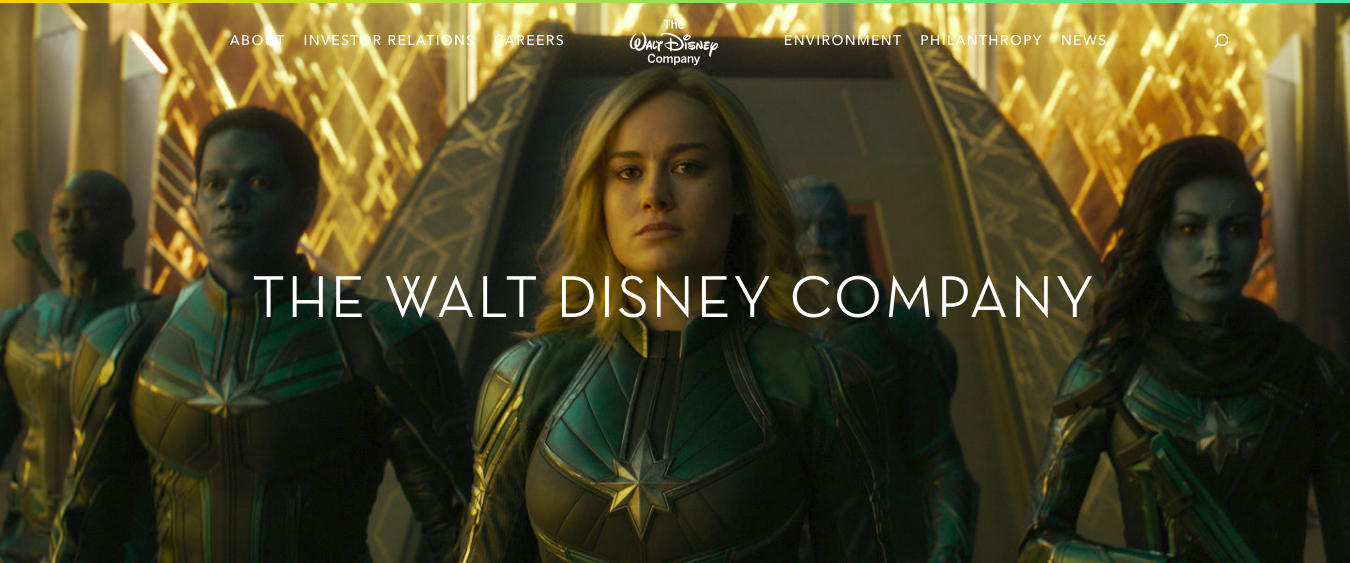 ABOUT INVESTOR RELATIONS CAREERS
The
Walt Disney
Company
ENVIRONMENT PHILANTHROPY NEWS
THE WALT DISNEY COMPANY